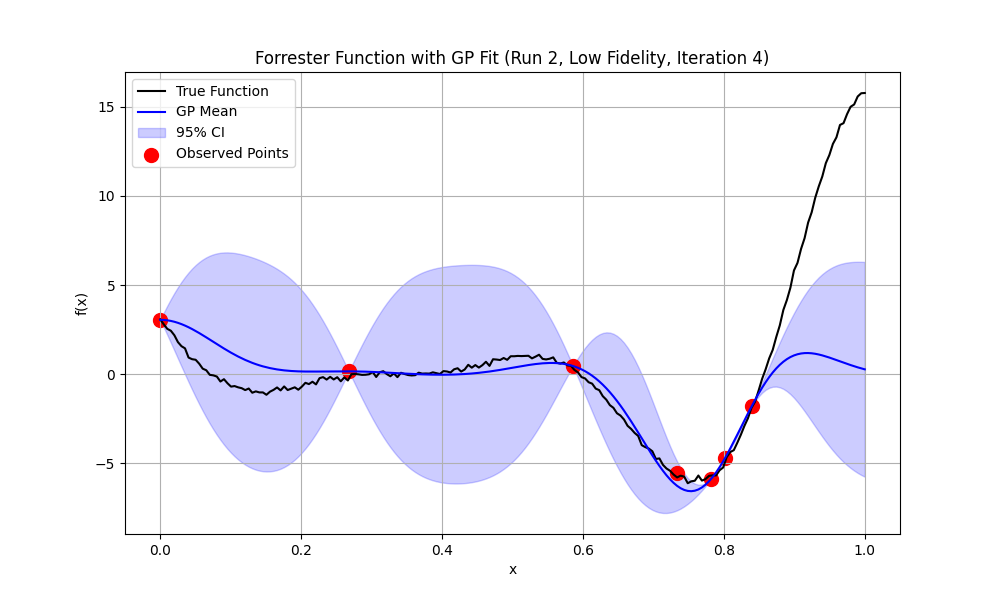 Forrester Function with GP Fit (Run 2, Low Fidelity, Iteration 4)
True Function
GP Mean
95% CI
Observed Points
15
10
5
0
−5
f(x)
0.0 0.2 0.4 0.6 0.8 1.0
x